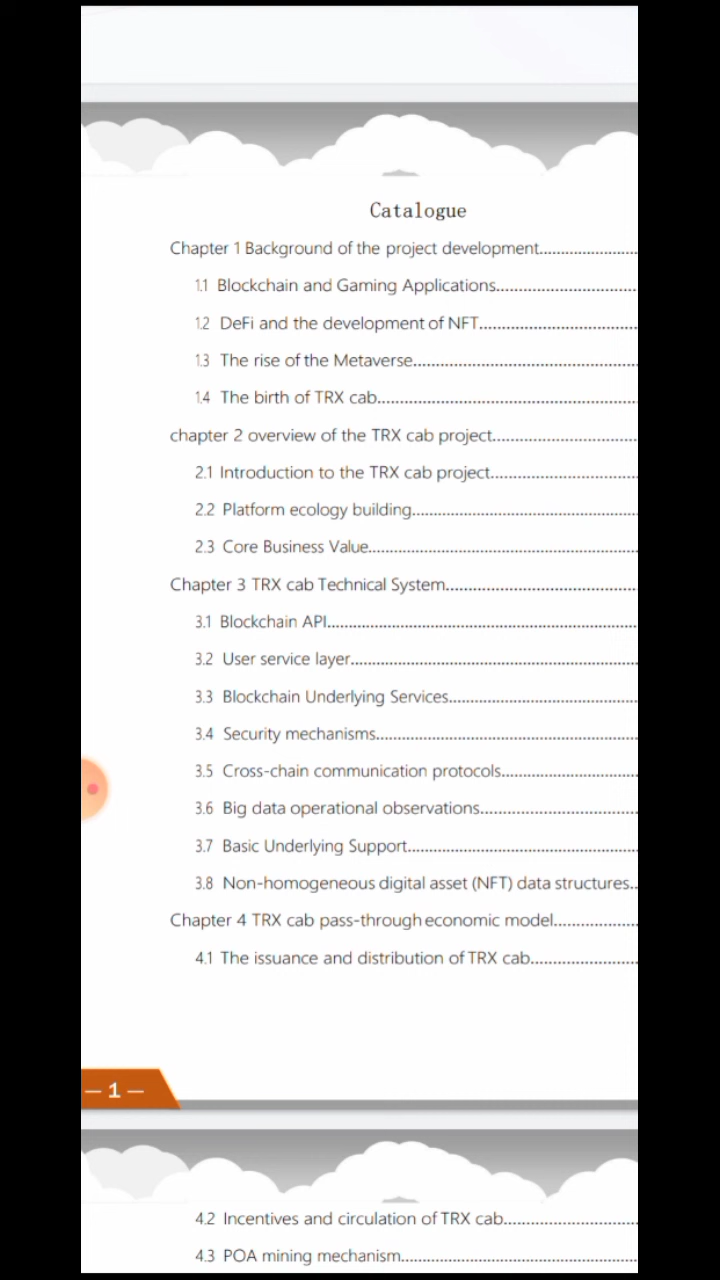 Catalogue
Chapter 1 Background of the project development
1.1 Blockchain and Gaming Applications
1.2 DeFi and the development of NFT
1.3 The rise of the Metaverse
1.4 The birth of TRX cab
chapter 2 overview of the TRX cab project
2.1 Introduction to the TRX cab project
2.2 Platform ecology building
2.3 Core Business Value
Chapter 3 TRX cab Technical System
3.1 Blockchain API
3.2 User service layer
3.3 Blockchain Underlying Services
3.4 Security mechanisms
3.5 Cross-chain communication protocols
3.6 Big data operational observations
3.7 Basic Underlying Support
3.8 Non-homogeneous digital asset (NFT) data structures
Chapter 4 TRX cab pass-through economic model
4.1 The issuance and distribution of TRX cab
— 1 —
4.2 Incentives and circulation of TRX cab
4.3 POA mining mechanism